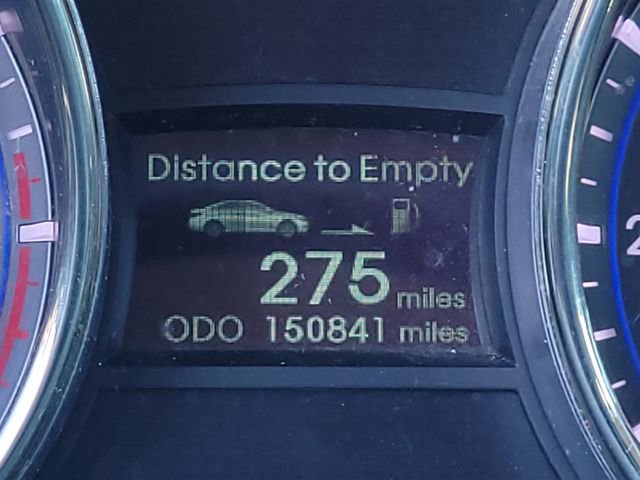 Distance to Empty
275 miles
ODO 150841 miles